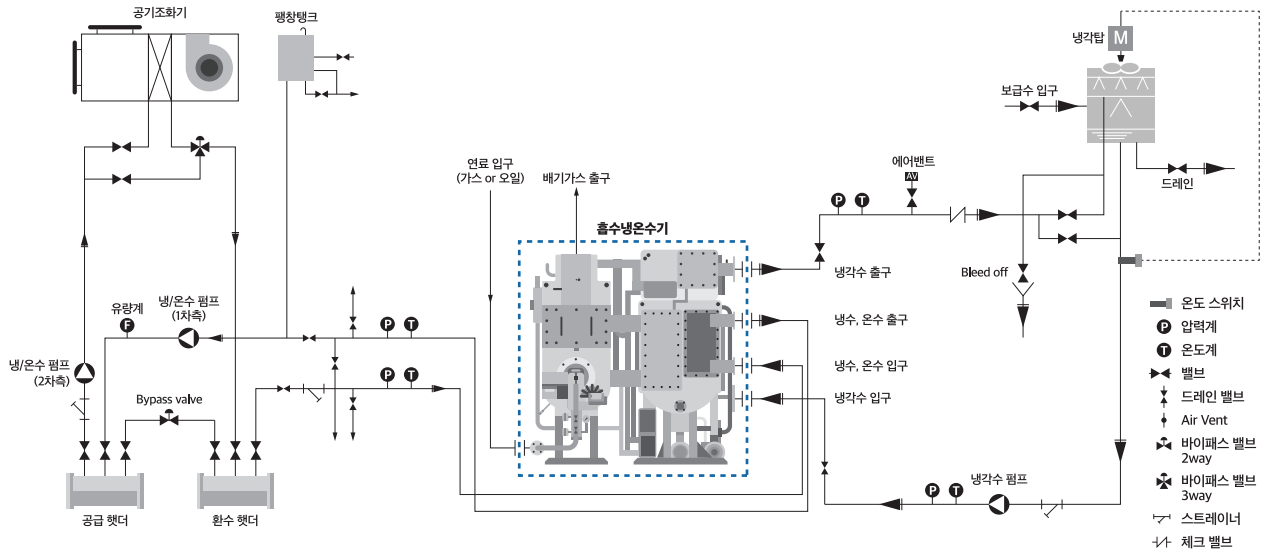 공기조화기
팽창탱크
냉각탑
M
보급수 입구
에어밴트
AV
드레인
연료 입구
(가스 or 오일)
배기가스 출구
P
T
흡수냉온수기
Bleed off
냉각수 출구
냉수, 온수 출구
냉수, 온수 입구
냉각수 입구
유량계
F
냉/온수 펌프
(1차측)
P
T
P
T
냉/온수 펌프
(2차측)
Bypass valve
공급 헷더
환수 헷더
냉각수 펌프
P
T
온도 스위치
P 압력계
T 온도계
밸브
드레인 밸브
Air Vent
바이패스 밸브
2way
바이패스 밸브
3way
스트레이너
체크 밸브